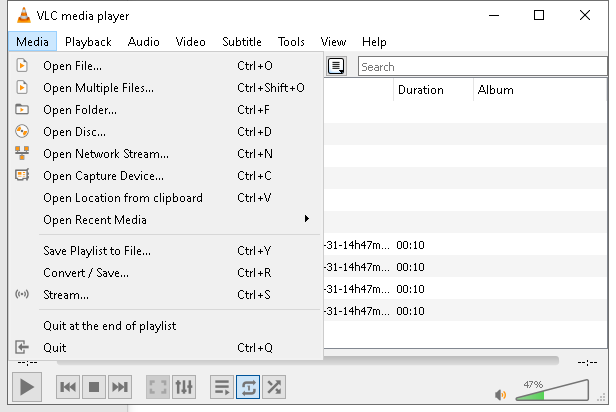 VLC media player
Media Playback Audio Video Subtitle Tools View Help
Open File... Ctrl+O
Search
Open Multiple Files... Ctrl+Shift+O
Duration Album
Open Folder... Ctrl+F
Open Disc... Ctrl+D
Open Network Stream... Ctrl+N
Open Capture Device... Ctrl+C
Open Location from clipboard Ctrl+V
Open Recent Media
Save Playlist to File... Ctrl+Y
-31-14h47m... 00:10
Convert / Save... Ctrl+R
-31-14h47m... 00:10
Stream... Ctrl+S
-31-14h47m... 00:10
-31-14h47m... 00:10
Quit at the end of playlist
Quit Ctrl+Q
--:-- --:--
47%